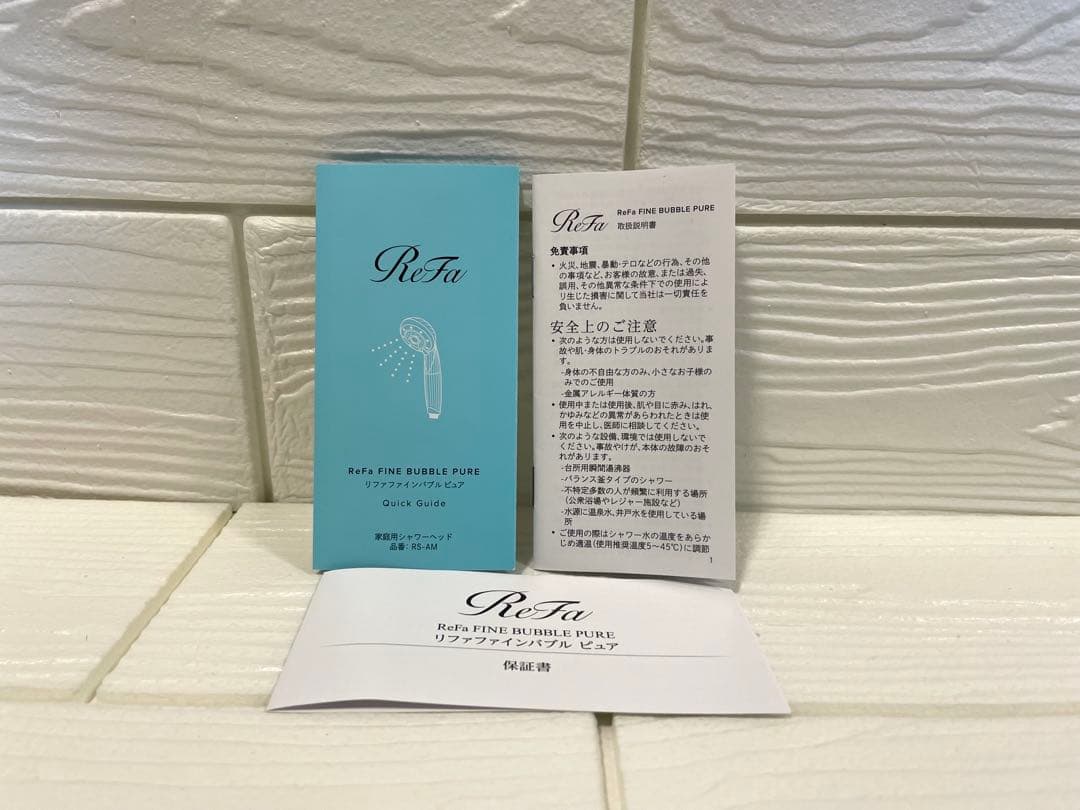 ReFa
ReFa FINE BUBBLE PURE
リファファインバブル ピュア
Quick Guide
家庭用シャワーヘッド
品番：RS-AM
ReFa
ReFa FINE BUBBLE PURE
取扱説明書
免責事項
• 火災、地震、暴動・テロなどの行為、その他
の事項など、お客様の故意、または過失、
誤用、その他異常な条件下での使用によ
り生じた損害に関して当社は一切責任を
負いません。
安全上のご注意
• 次のような方は使用しないでください。事
故や肌・身体のトラブルのおそれがありま
す。
-身体の不自由な方のみ、小さなお子様の
みでのご使用
-金属アレルギー体質の方
• 使用中または使用後、肌や目に赤み、はれ、
かゆみなどの異常があらわれたときは使
用を中止し、医師に相談してください。
• 次のような設備、環境では使用しないで
ください。事故やけが、本体の故障のおそ
れがあります。
-台所用瞬間湯沸器
-バランス釜タイプのシャワー
-不特定多数の人が頻繁に利用する場所
（公衆浴場やレジャー施設など）
-水源に温泉水、井戸水を使用している場
所
• ご使用の際はシャワー水の温度をあらか
じめ適温（使用推奨温度5〜45℃）に調節
1
ReFa
ReFa FINE BUBBLE PURE
リファファインバブル ピュア
保証書